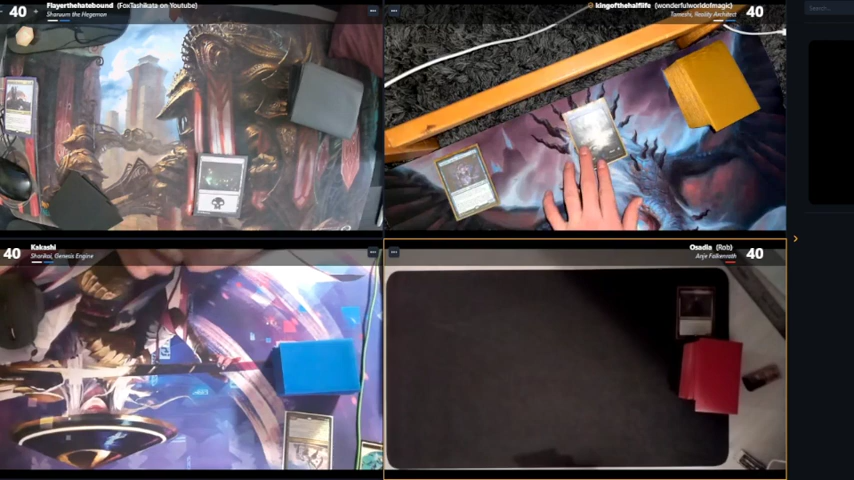 40
Flayerthehatebound (FoxTashikata on Youtube)
Sharuum the Hegemon
kingofthehalflife (wonderfulworldofmagic)
Tameshi, Reality Architect
40
40
Kakashi
Shorikai, Genesis Engine
Osadia (Rob)
Anje Falkenrath
40
Search...